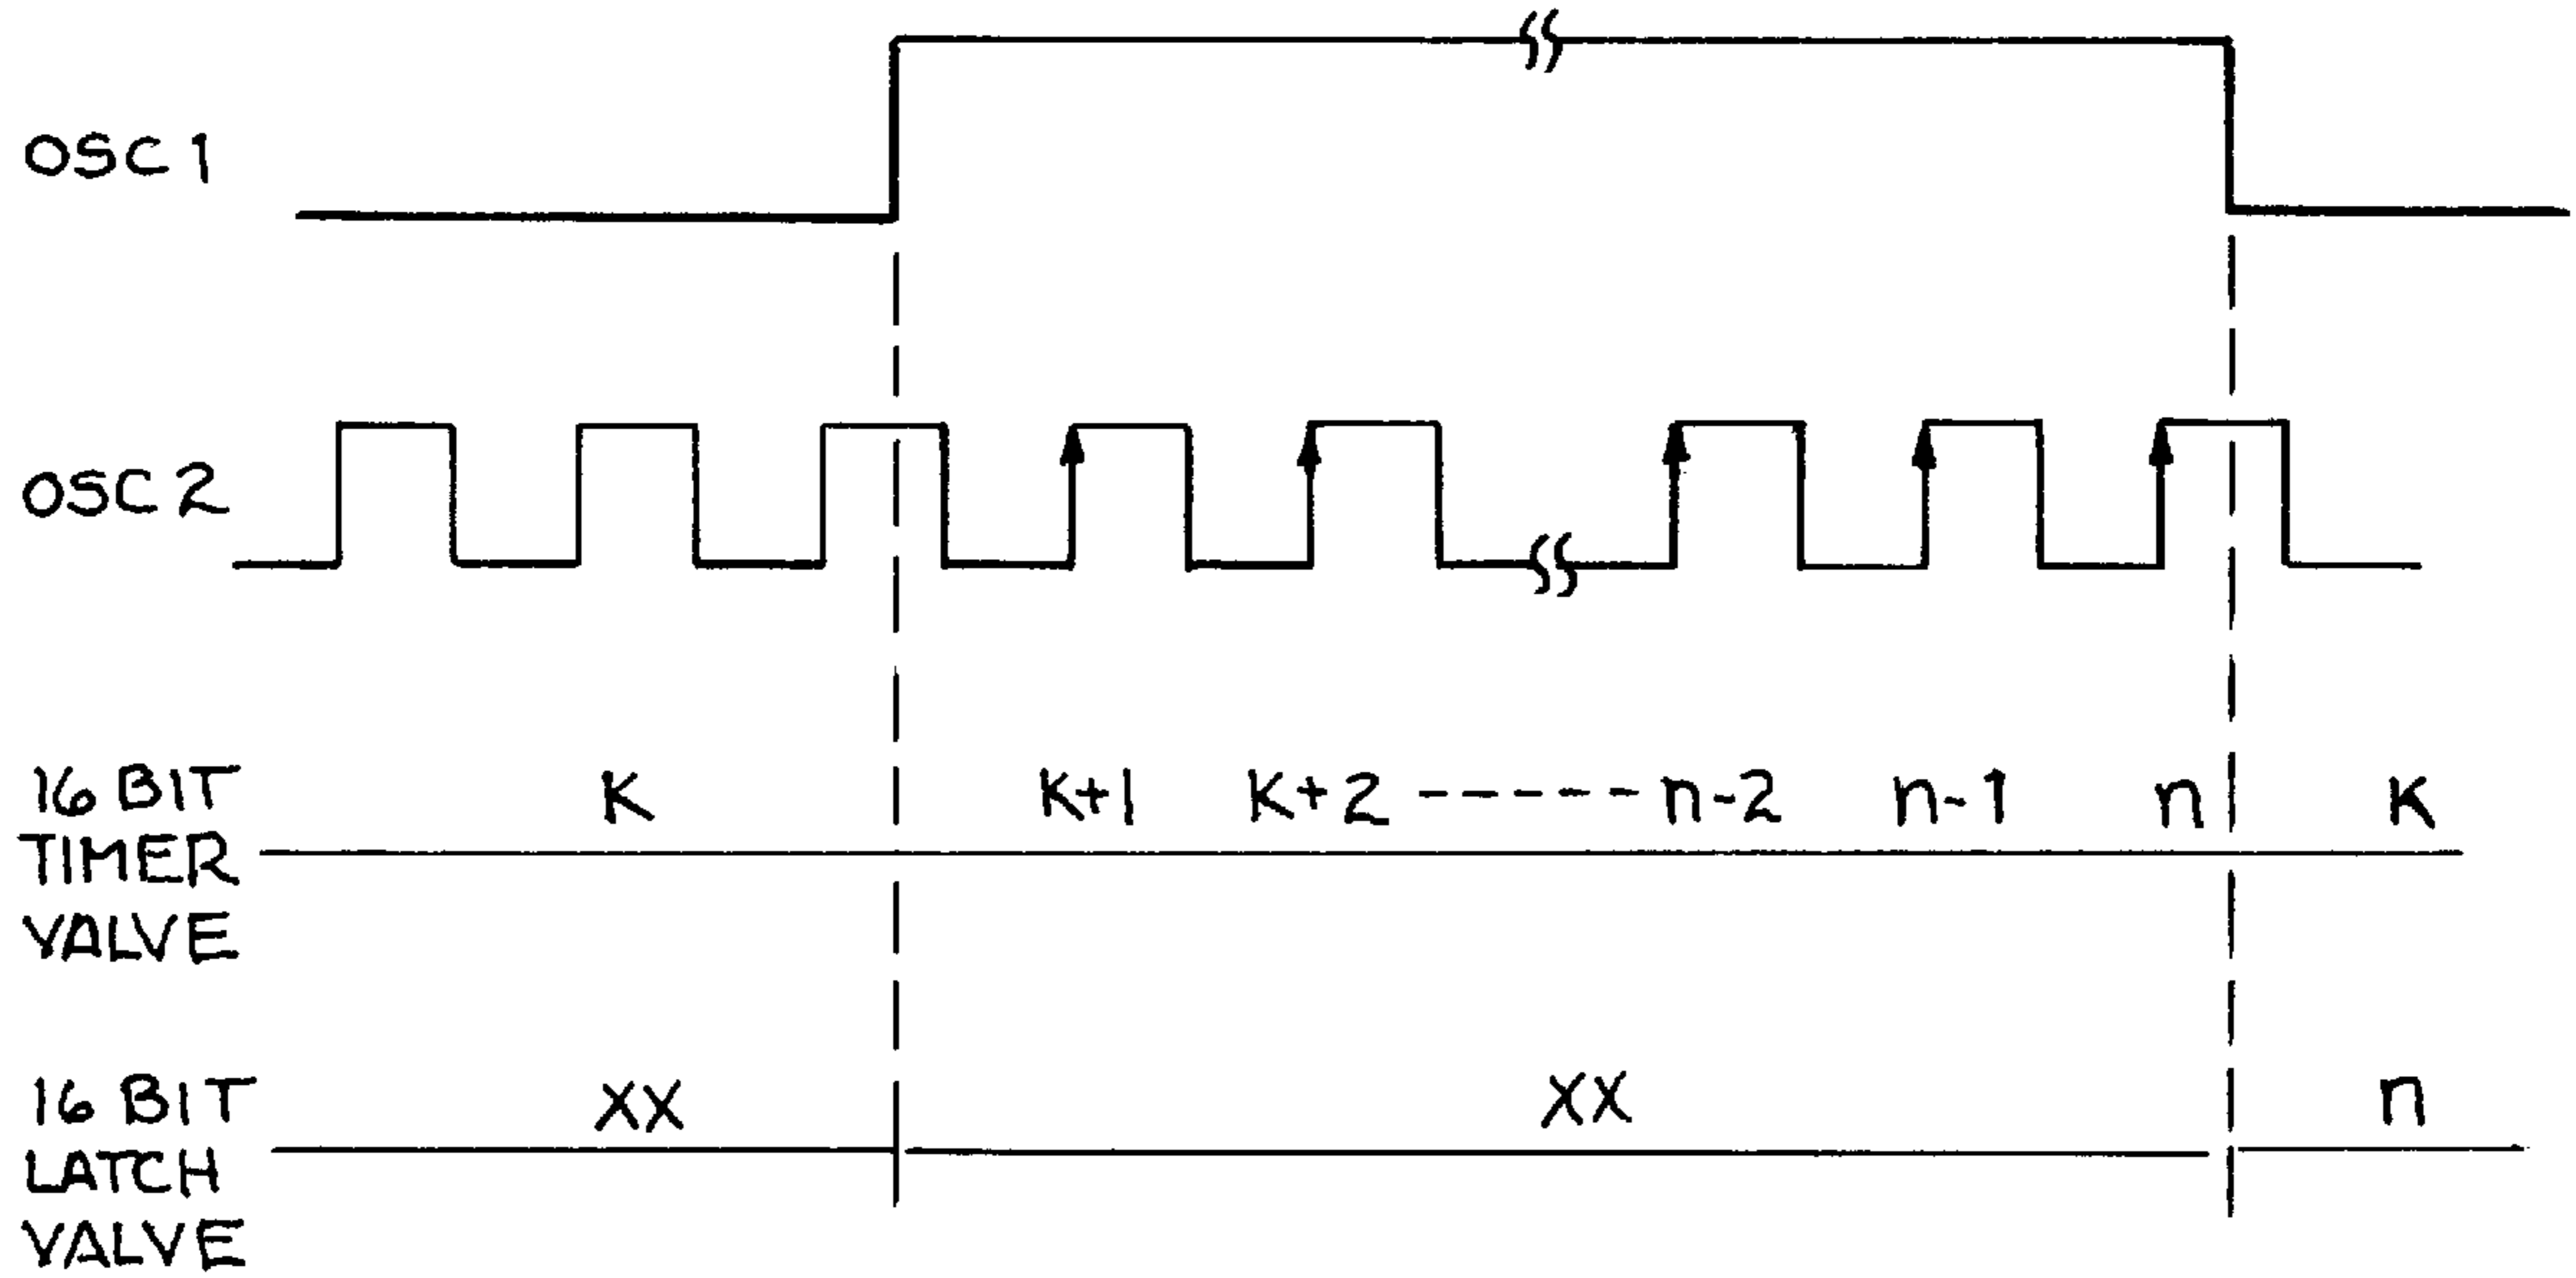 OSC 1
OSC 2
16 BIT
TIMER
VALVE
K K+1 K+2 ------ n-2 n-1 n K
16 BIT
LATCH
VALVE
XX XX n